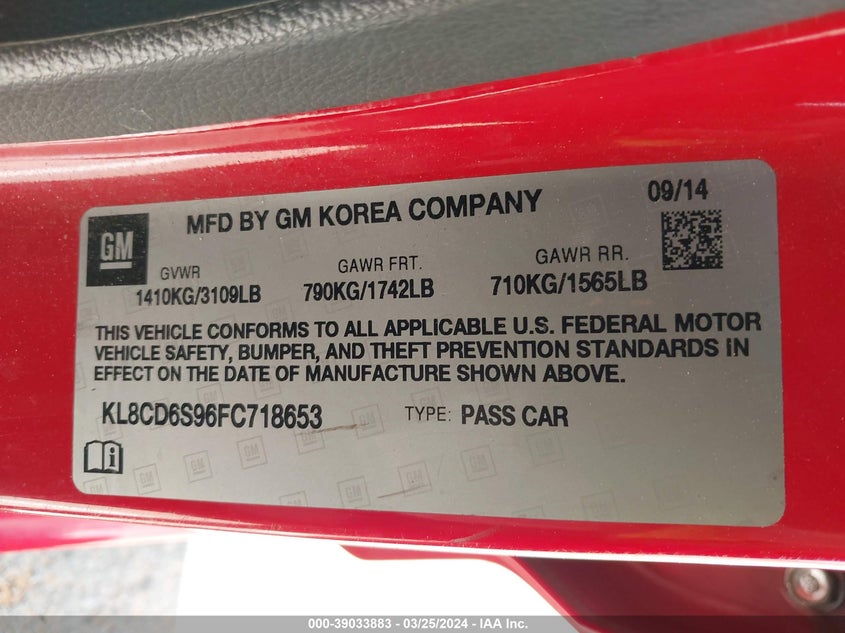 GM
MFD BY GM KOREA COMPANY
09/14
GVWR
GAWR FRT.
GAWR RR.
1410KG/3109LB
790KG/1742LB
710KG/1565LB
THIS VEHICLE CONFORMS TO ALL APPLICABLE U.S. FEDERAL MOTOR
VEHICLE SAFETY, BUMPER, AND THEFT PREVENTION STANDARDS IN
EFFECT ON THE DATE OF MANUFACTURE SHOWN ABOVE.
KL8CD6S96FC718653
TYPE: PASS CAR
000-39033883 - 03/25/2024 - IAA Inc.